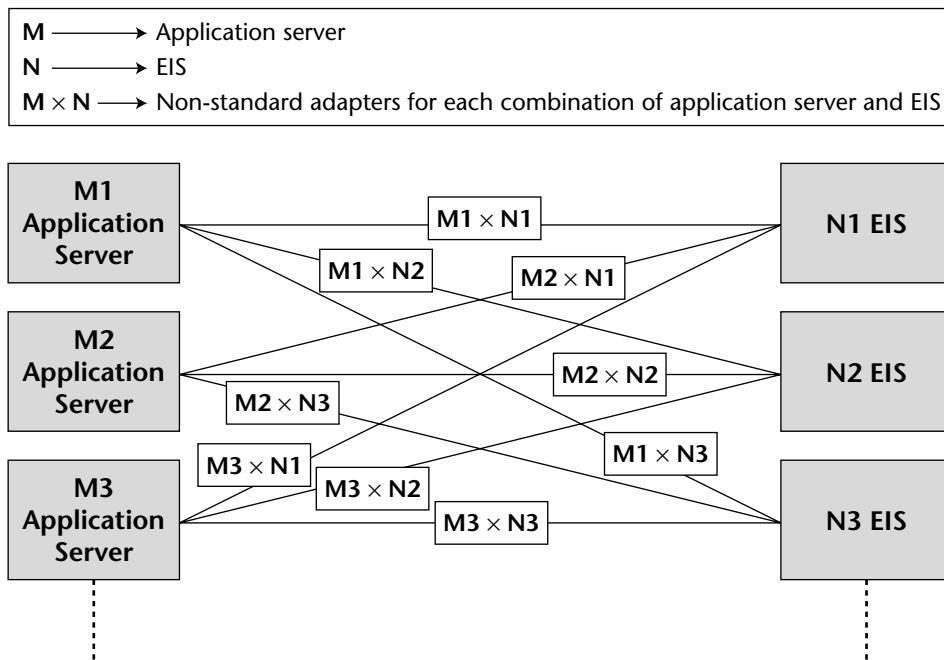 M → Application server
N → EIS
M × N → Non-standard adapters for each combination of application server and EIS
M1
Application
Server
M1 × N1
N1 EIS
M1 × N2
M2 × N1
M2
Application
Server
M2 × N2
N2 EIS
M2 × N3
M3 × N1
M1 × N3
M3
Application
Server
M3 × N2
M3 × N3
N3 EIS